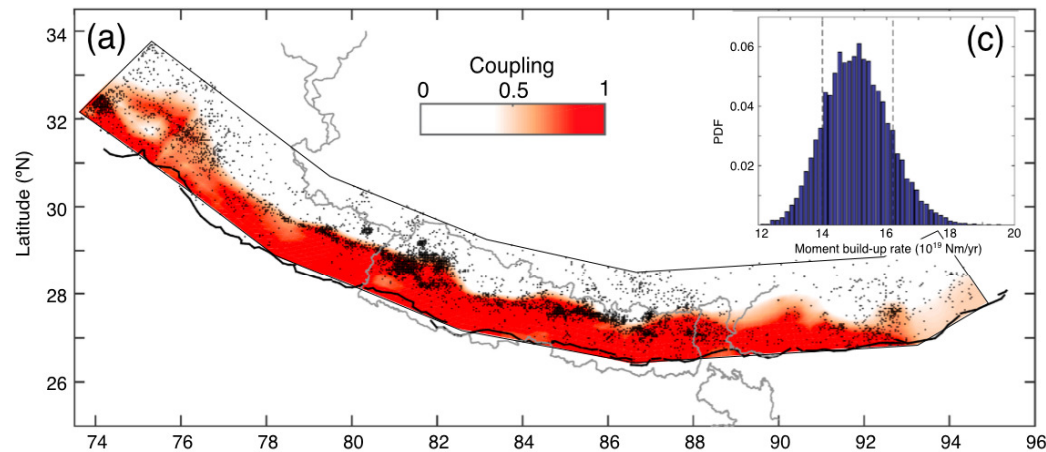 (a)
Coupling
0 0.5 1
34
32
30
28
26
Latitude (ºN)
74 76 78 80 82 84 86 88 90 92 94 96
(c)
0.06
0.04
0.02
PDF
12 14 16 18 20
Moment build-up rate (10¹⁹ Nm/yr)